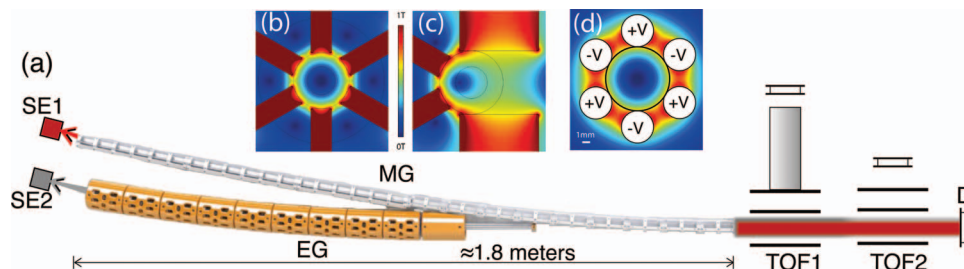 (a)
SE1
SE2
(b)
1T
0T
(c)
(d)
+V
-V
-V
+V
+V
-V
1mm
MG
EG
≈1.8 meters
TOF1
TOF2
D